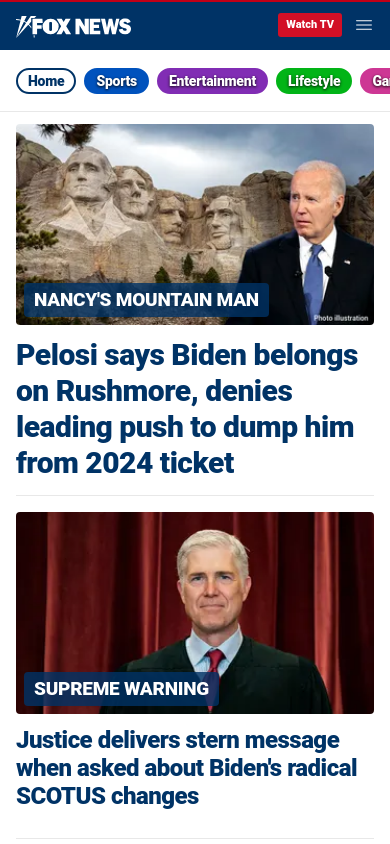 FOX NEWS
Watch TV
Home
Sports
Entertainment
Lifestyle
NANCY'S MOUNTAIN MAN
Photo illustration
Pelosi says Biden belongs
on Rushmore, denies
leading push to dump him
from 2024 ticket
SUPREME WARNING
Justice delivers stern message
when asked about Biden's radical
SCOTUS changes